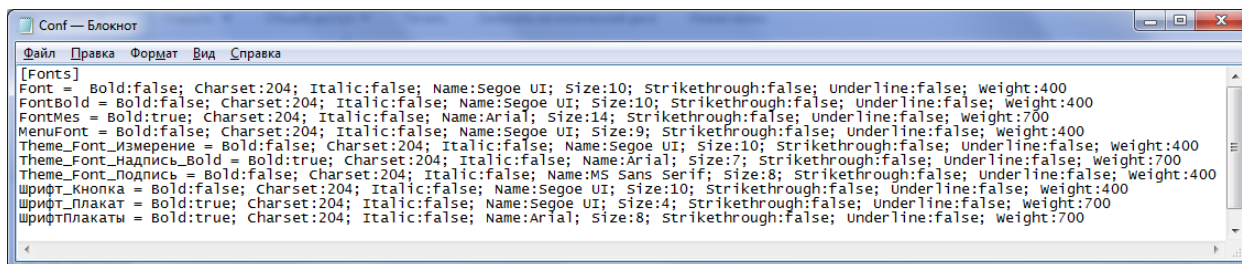 Conf — Блокнот
Файл Правка Формат Вид Справка
[Fonts]
Font =  Bold:false; Charset:204; Italic:false; Name:Segoe UI; Size:10; Strikethrough:false; Underline:false; Weight:400
FontBold = Bold:false; Charset:204; Italic:false; Name:Segoe UI; Size:10; Strikethrough:false; Underline:false; Weight:400
FontMes = Bold:true; Charset:204; Italic:false; Name:Arial; Size:14; Strikethrough:false; Underline:false; Weight:700
MenuFont = Bold:false; Charset:204; Italic:false; Name:Segoe UI; Size:9; Strikethrough:false; Underline:false; Weight:400
Theme_Font_Измерение = Bold:false; Charset:204; Italic:false; Name:Segoe UI; Size:10; Strikethrough:false; Underline:false; Weight:400
Theme_Font_Надпись_Bold = Bold:true; Charset:204; Italic:false; Name:Arial; Size:7; Strikethrough:false; Underline:false; Weight:700
Theme_Font_Подпись = Bold:false; Charset:204; Italic:false; Name:MS Sans Serif; Size:8; Strikethrough:false; Underline:false; Weight:400
Шрифт_Кнопка = Bold:false; Charset:204; Italic:false; Name:Segoe UI; Size:10; Strikethrough:false; Underline:false; Weight:400
Шрифт_Плакат = Bold:true; Charset:204; Italic:false; Name:Segoe UI; Size:4; Strikethrough:false; Underline:false; Weight:700
ШрифтПлакаты = Bold:true; Charset:204; Italic:false; Name:Arial; Size:8; Strikethrough:false; Underline:false; Weight:700